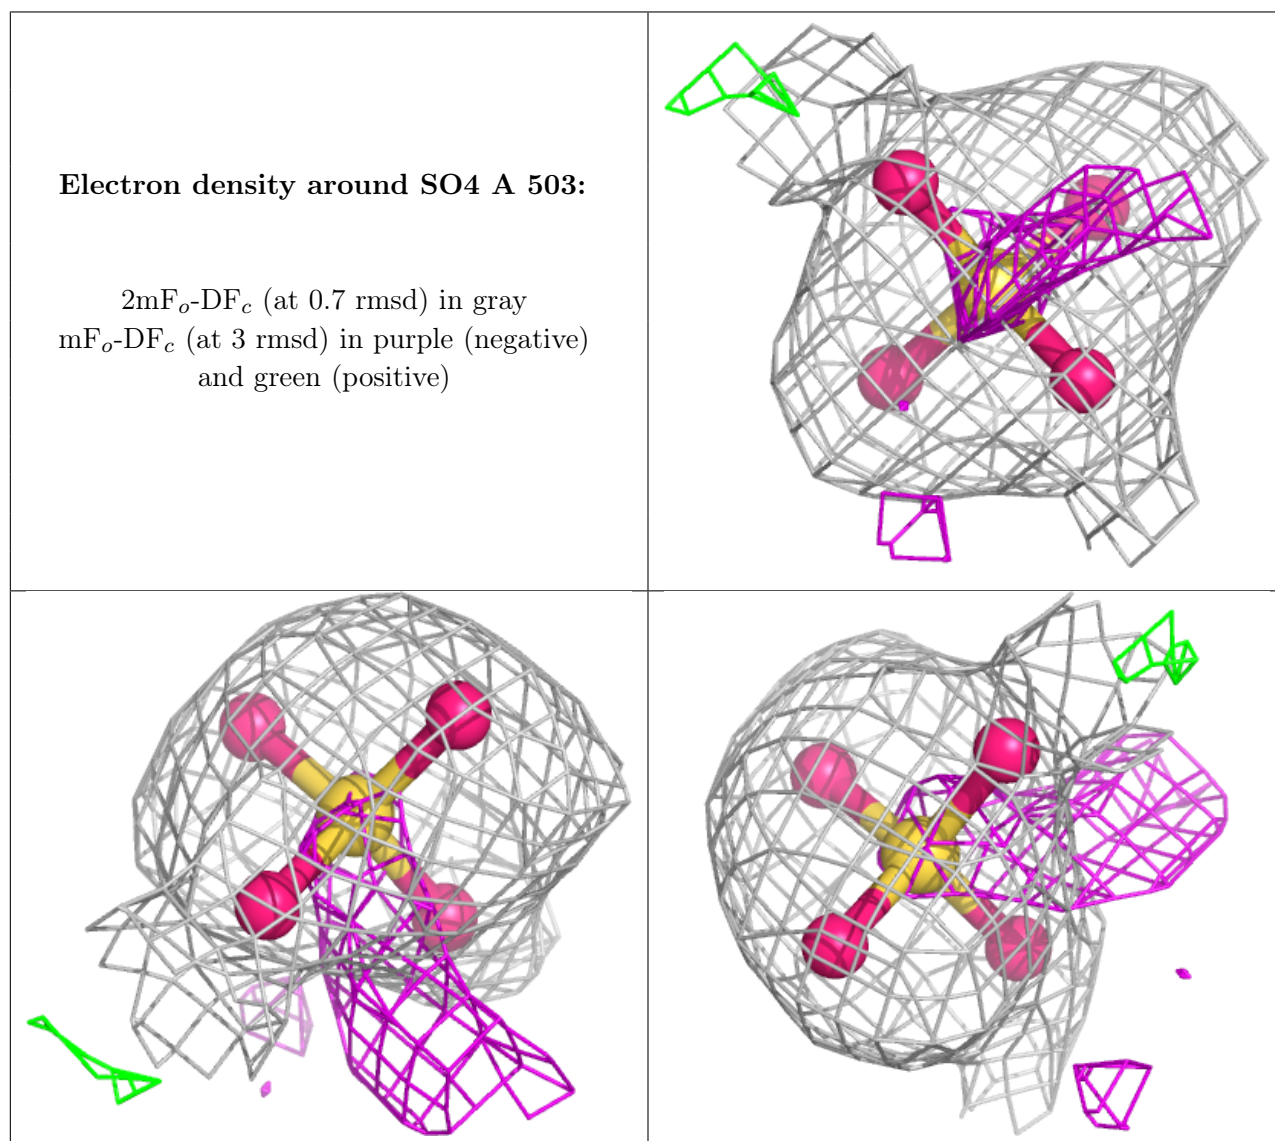 Electron density around SO4 A 503:
2mFo-DFc (at 0.7 rmsd) in gray
mFo-DFc (at 3 rmsd) in purple (negative)
and green (positive)